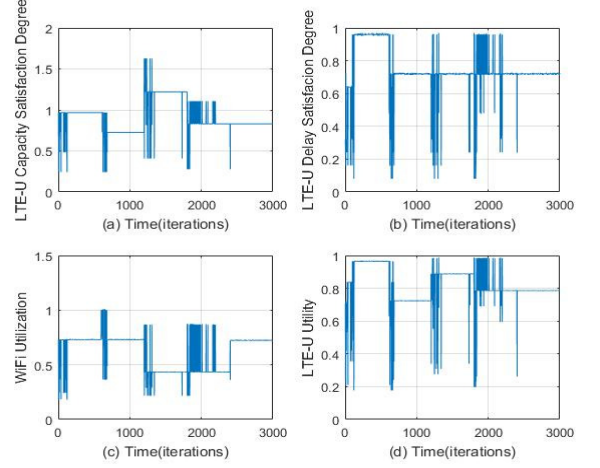 LTE-U Capacity Satisfaction Degree
2
1.5
1
0.5
0
0 1000 2000 3000
(a) Time(iterations)
LTE-U Delay Satisfacion Degree
1
0.8
0.6
0.4
0.2
0
0 1000 2000 3000
(b) Time(iterations)
WiFi Utilization
1.5
1
0.5
0
0 1000 2000 3000
(c) Time(iterations)
LTE-U Utility
1
0.8
0.6
0.4
0.2
0
0 1000 2000 3000
(d) Time(iterations)